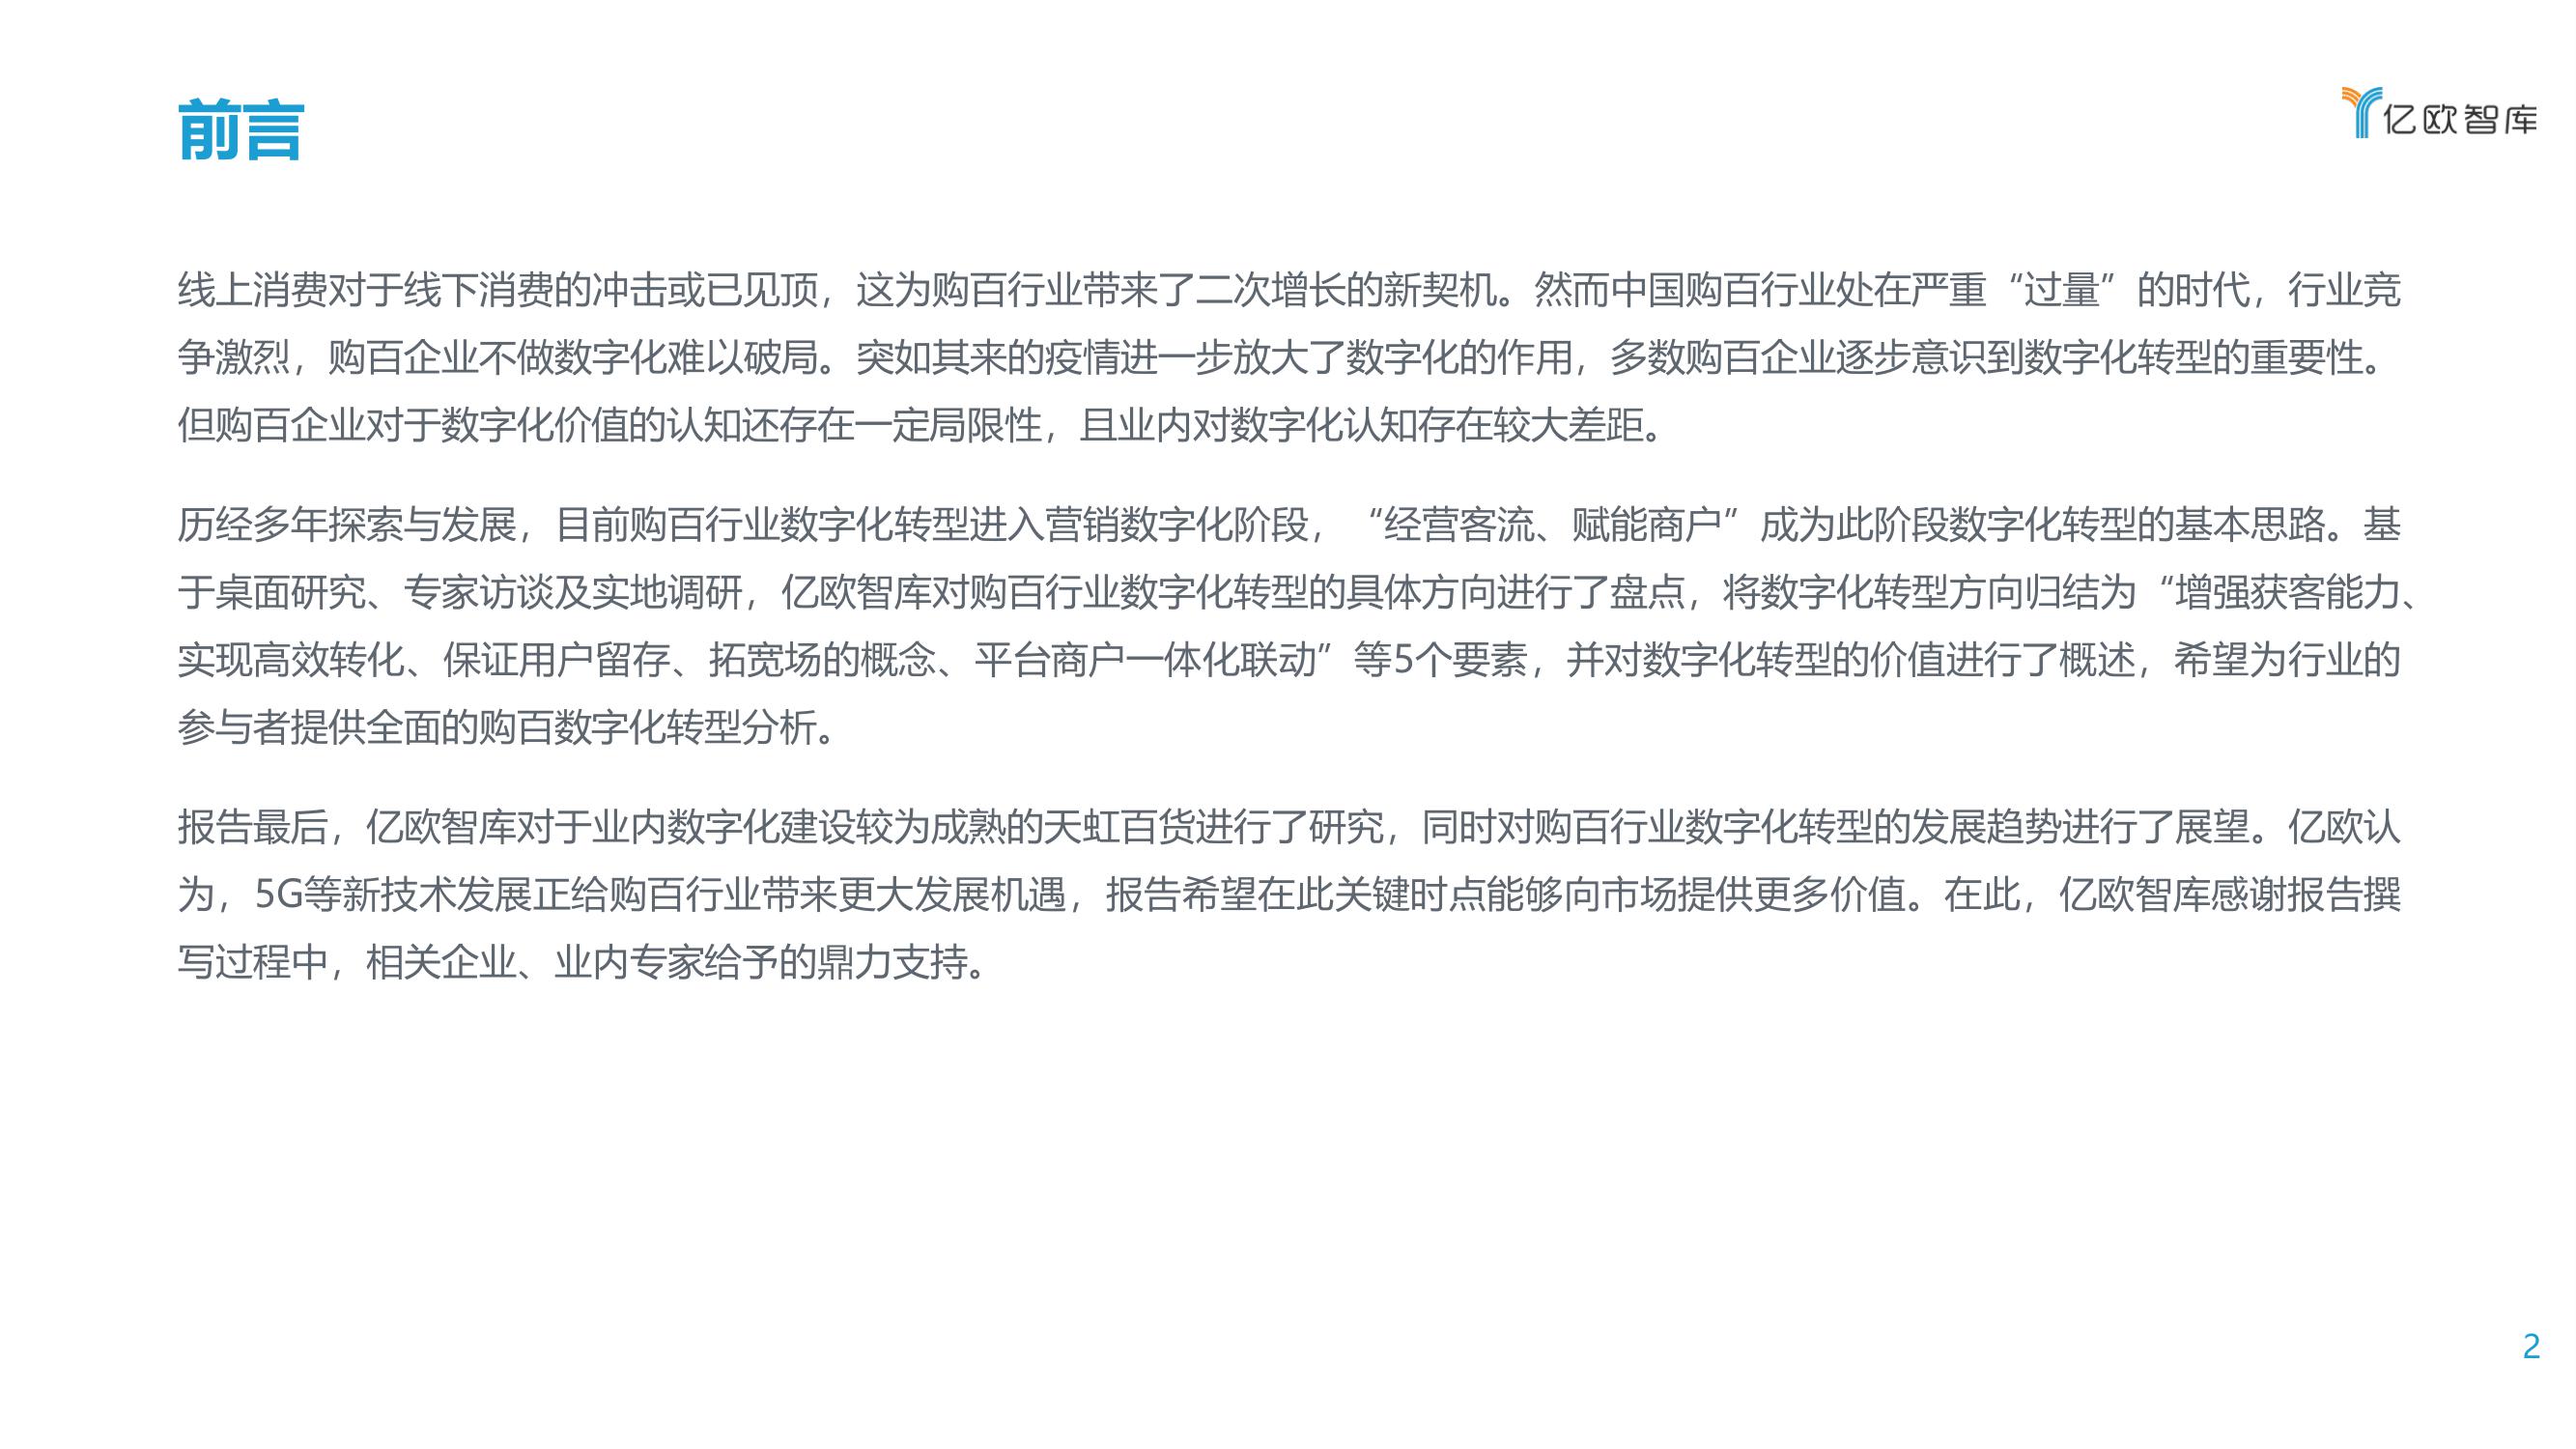 前言
亿欧智库
线上消费对于线下消费的冲击或已见顶，这为购百行业带来了二次增长的新契机。然而中国购百行业处在严重“过量”的时代，行业竞
争激烈，购百企业不做数字化难以破局。突如其来的疫情进一步放大了数字化的作用，多数购百企业逐步意识到数字化转型的重要性。
但购百企业对于数字化价值的认知还存在一定局限性，且业内对数字化认知存在较大差距。
历经多年探索与发展，目前购百行业数字化转型进入营销数字化阶段，“经营客流、赋能商户”成为此阶段数字化转型的基本思路。基
于桌面研究、专家访谈及实地调研，亿欧智库对购百行业数字化转型的具体方向进行了盘点，将数字化转型方向归结为“增强获客能力、
实现高效转化、保证用户留存、拓宽场的概念、平台商户一体化联动”等5个要素，并对数字化转型的价值进行了概述，希望为行业的
参与者提供全面的购百数字化转型分析。
报告最后，亿欧智库对于业内数字化建设较为成熟的天虹百货进行了研究，同时对购百行业数字化转型的发展趋势进行了展望。亿欧认
为，5G等新技术发展正给购百行业带来更大发展机遇，报告希望在此关键时点能够向市场提供更多价值。在此，亿欧智库感谢报告撰
写过程中，相关企业、业内专家给予的鼎力支持。
2